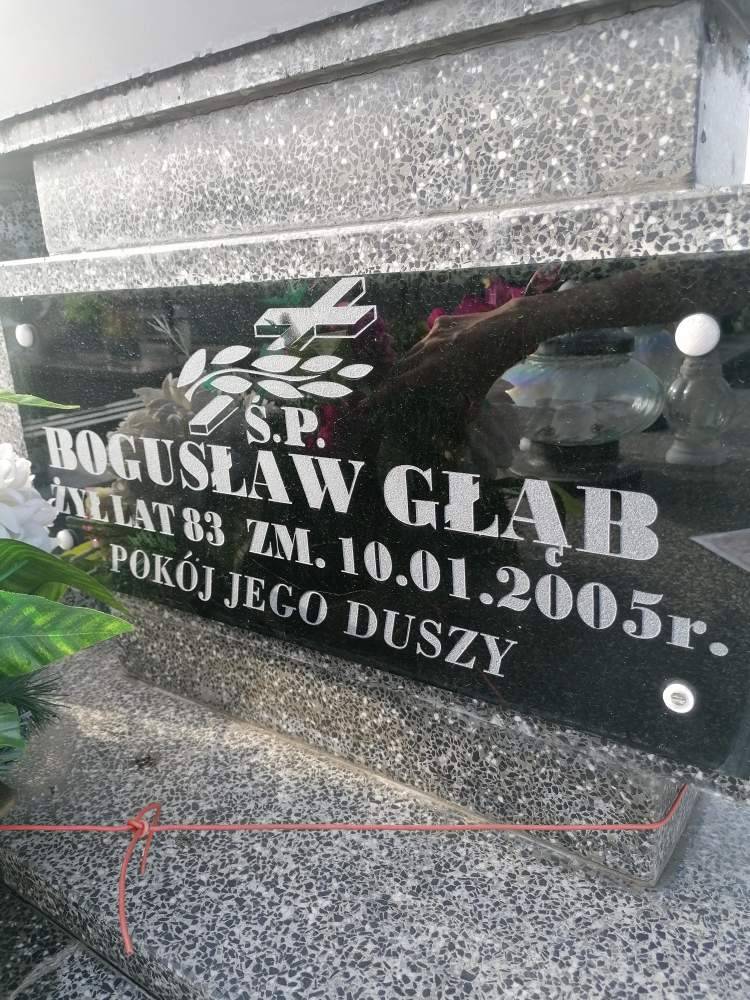 Ś.P.
BOGUSŁAW GŁĄB
ŻYŁ LAT 83 ZM. 10.01.2005r.
POKÓJ JEGO DUSZY